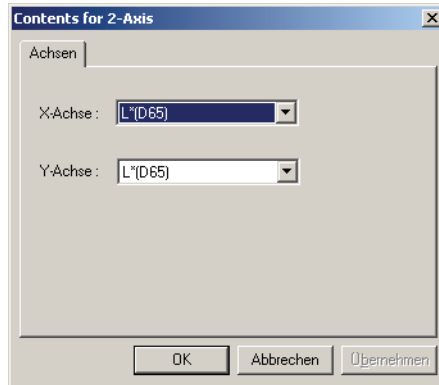 Contents for 2-Axis
Achsen
X-Achse : L*(D65)
Y-Achse : L*(D65)
OK Abbrechen Übernehmen